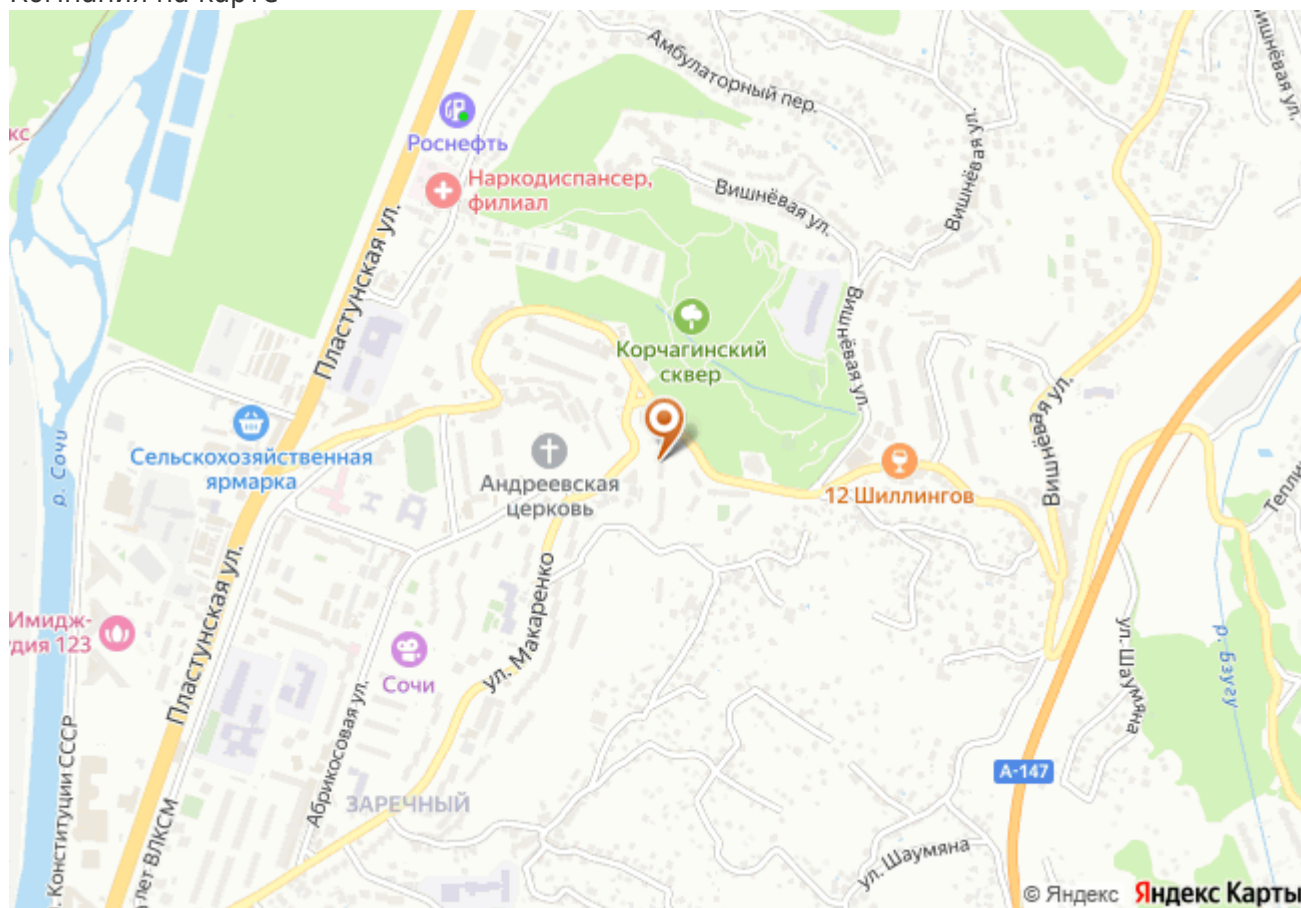 Компания на карте
Амбулаторный пер.
Вишнёвая ул.
Роснефть
Наркодиспансер,
филиал
Вишнёвая ул.
Вишнёвая ул.
Пластунская ул.
Вишнёвая ул.
Корчагинский
сквер
Сельскохозяйственная
ярмарка
р. Сочи
Андреевская
церковь
12 Шиллингов
Вишнёвая ул.
Пластунская ул.
Имидж-
дия 123
Сочи
ул. Макаренко
Абрикосовая ул.
ул. Шаумяна
р. Бзугу
А-147
ЗАРЕЧНЫЙ
Конституции СССР
лет ВЛКСМ
ул. Шаумяна
© Яндекс Яндекс Карты